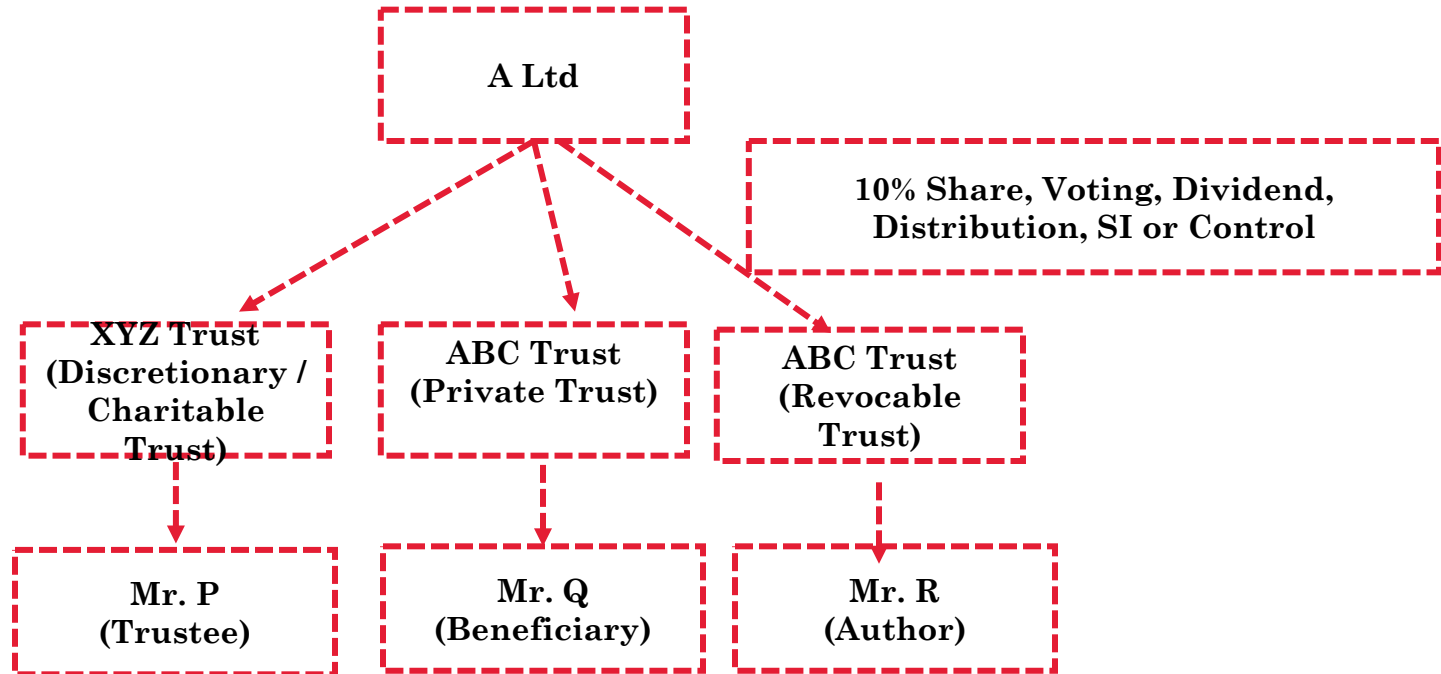 A Ltd
10% Share, Voting, Dividend,
Distribution, SI or Control
XYZ Trust
(Discretionary /
Charitable
Trust)
ABC Trust
(Private Trust)
ABC Trust
(Revocable
Trust)
Mr. P
(Trustee)
Mr. Q
(Beneficiary)
Mr. R
(Author)